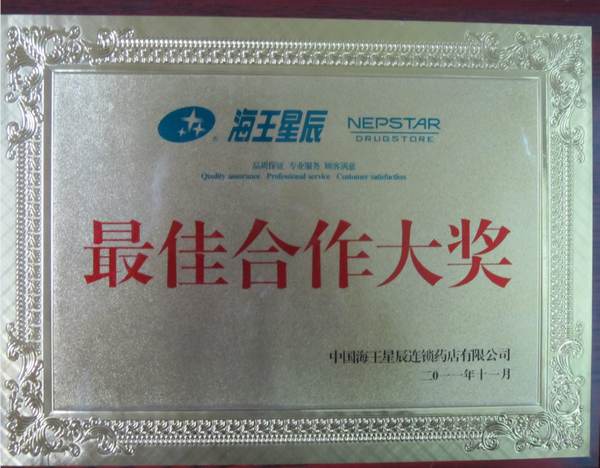 海王星辰 NEPSTAR
DRUGSTORE
品质保证 专业服务 顾客满意
Quality assurance Professional service Customer satisfaction
最佳合作大奖
中国海王星辰连锁药店有限公司
二〇一一年十一月